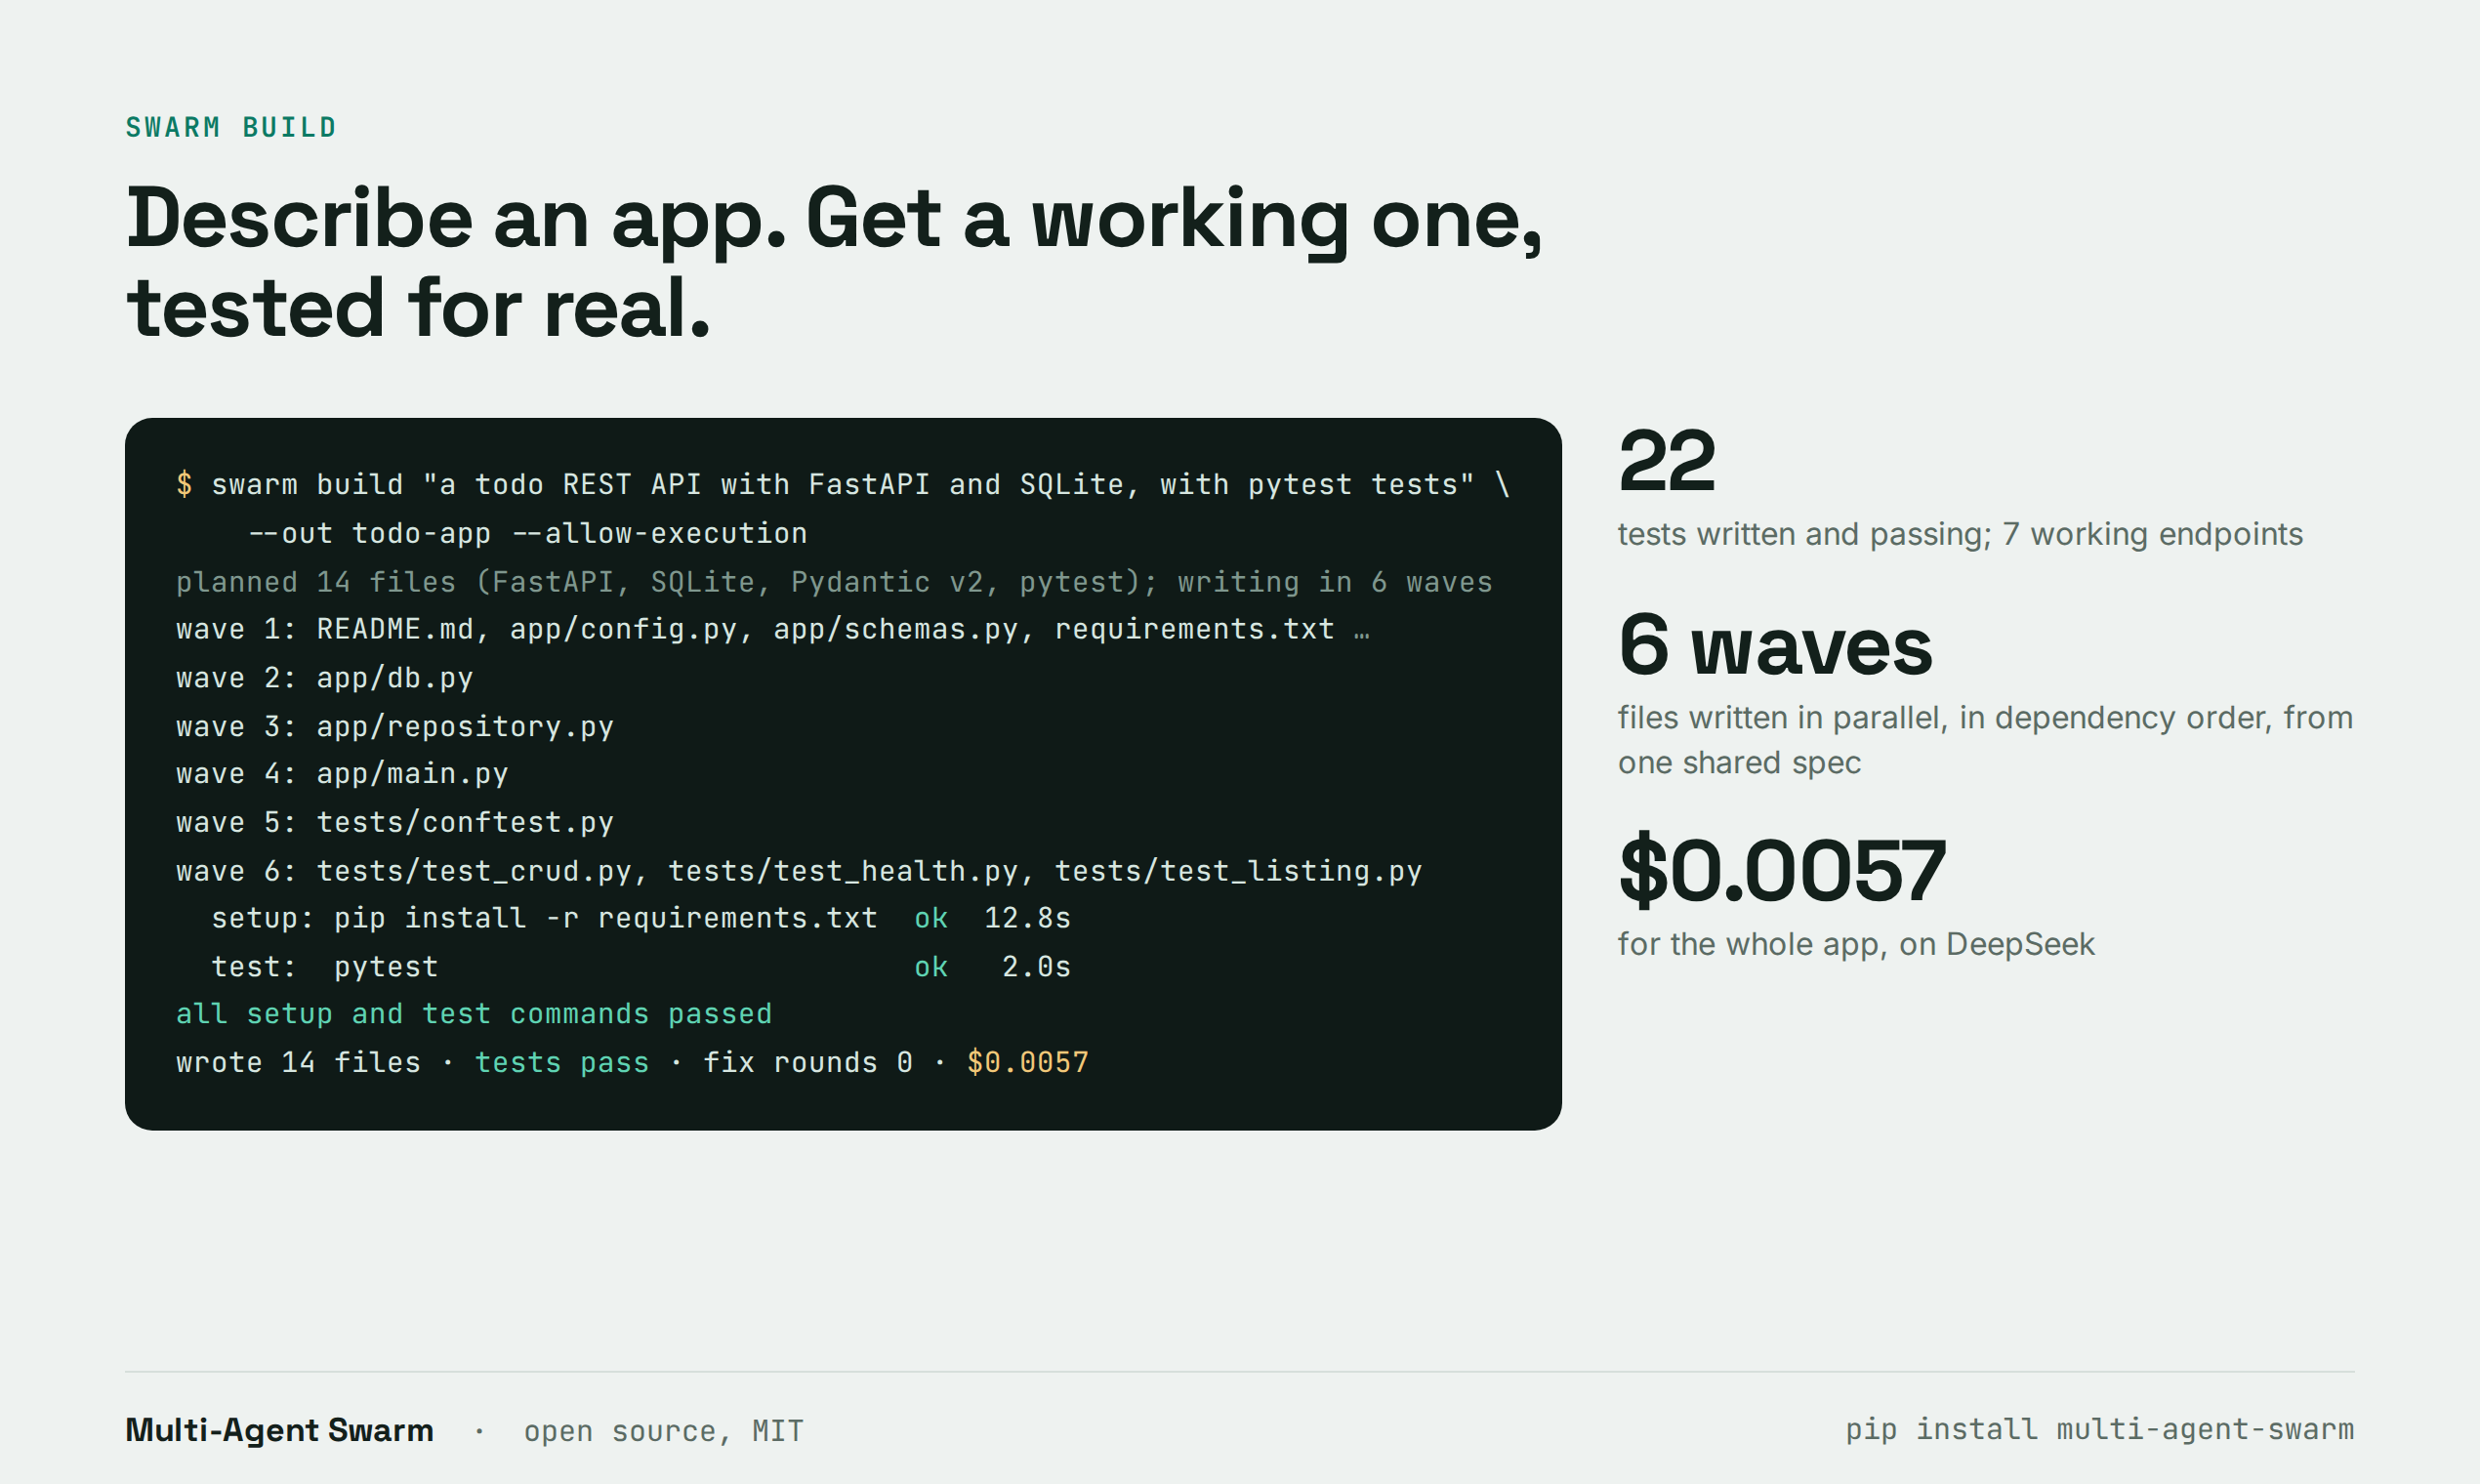 SWARM BUILD
Describe an app. Get a working one,
tested for real.
$ swarm build "a todo REST API with FastAPI and SQLite, with pytest tests" \
--out todo-app --allow-execution
planned 14 files (FastAPI, SQLite, Pydantic v2, pytest); writing in 6 waves
wave 1: README.md, app/config.py, app/schemas.py, requirements.txt …
wave 2: app/db.py
wave 3: app/repository.py
wave 4: app/main.py
wave 5: tests/conftest.py
wave 6: tests/test_crud.py, tests/test_health.py, tests/test_listing.py
setup: pip install -r requirements.txt ok 12.8s
test: pytest ok 2.0s
all setup and test commands passed
wrote 14 files · tests pass · fix rounds 0 · $0.0057
22
tests written and passing; 7 working endpoints
6 waves
files written in parallel, in dependency order, from
one shared spec
$0.0057
for the whole app, on DeepSeek
Multi-Agent Swarm · open source, MIT
pip install multi-agent-swarm